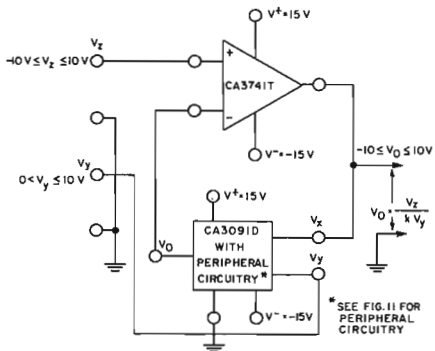 V⁺=15V
Vz
-10V≤Vz≤10V
+
CA3741T
-
V⁻=-15V
-10≤VO≤10V
Vy
0<Vy≤10V
VO = Vz / k Vy
V⁺=15V
Vx
VO
CA3091D
WITH
PERIPHERAL
CIRCUITRY*
Vy
V⁻=-15V
*SEE FIG. 11 FOR
PERIPHERAL
CIRCUITRY